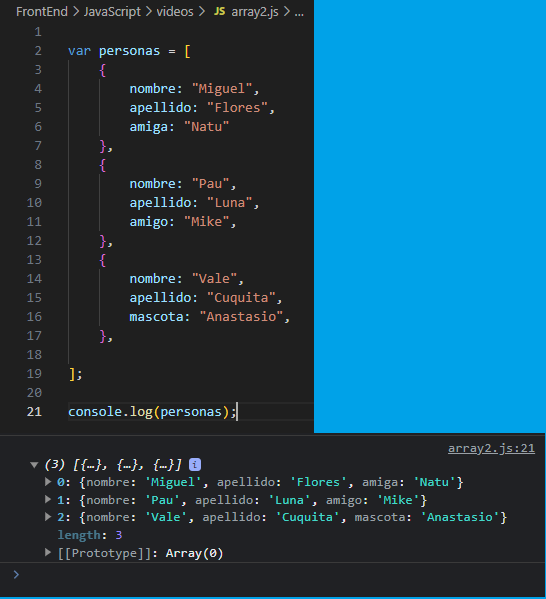 FrontEnd > JavaScript > videos > JS array2.js > ...
1
2 var personas = [
3 {
4 nombre: "Miguel",
5 apellido: "Flores",
6 amiga: "Natu"
7 },
8 {
9 nombre: "Pau",
10 apellido: "Luna",
11 amigo: "Mike",
12 },
13 {
14 nombre: "Vale",
15 apellido: "Cuquita",
16 mascota: "Anastasio",
17 },
18
19 ];
20
21 console.log(personas);
array2.js:21
(3) [{…}, {…}, {…}] i
0: {nombre: 'Miguel', apellido: 'Flores', amiga: 'Natu'}
1: {nombre: 'Pau', apellido: 'Luna', amigo: 'Mike'}
2: {nombre: 'Vale', apellido: 'Cuquita', mascota: 'Anastasio'}
length: 3
[[Prototype]]: Array(0)
>